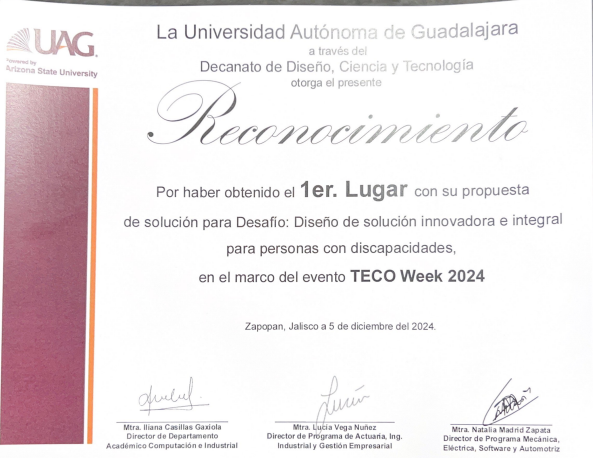 UAG
Powered by
Arizona State University
La Universidad Autónoma de Guadalajara
a través del
Decanato de Diseño, Ciencia y Tecnología
otorga el presente
Reconocimiento
Por haber obtenido el 1er. Lugar con su propuesta
de solución para Desafío: Diseño de solución innovadora e integral
para personas con discapacidades,
en el marco del evento TECO Week 2024
Zapopan, Jalisco a 5 de diciembre del 2024.
Mtra. Iliana Casillas Gaxiola
Director de Departamento
Académico Computación e Industrial
Mtra. Lucia Vega Nuñez
Director de Programa de Actuaría, Ing.
Industrial y Gestión Empresarial
Mtra. Natalia Madrid Zapata
Director de Programa Mecánica,
Eléctrica, Software y Automotriz